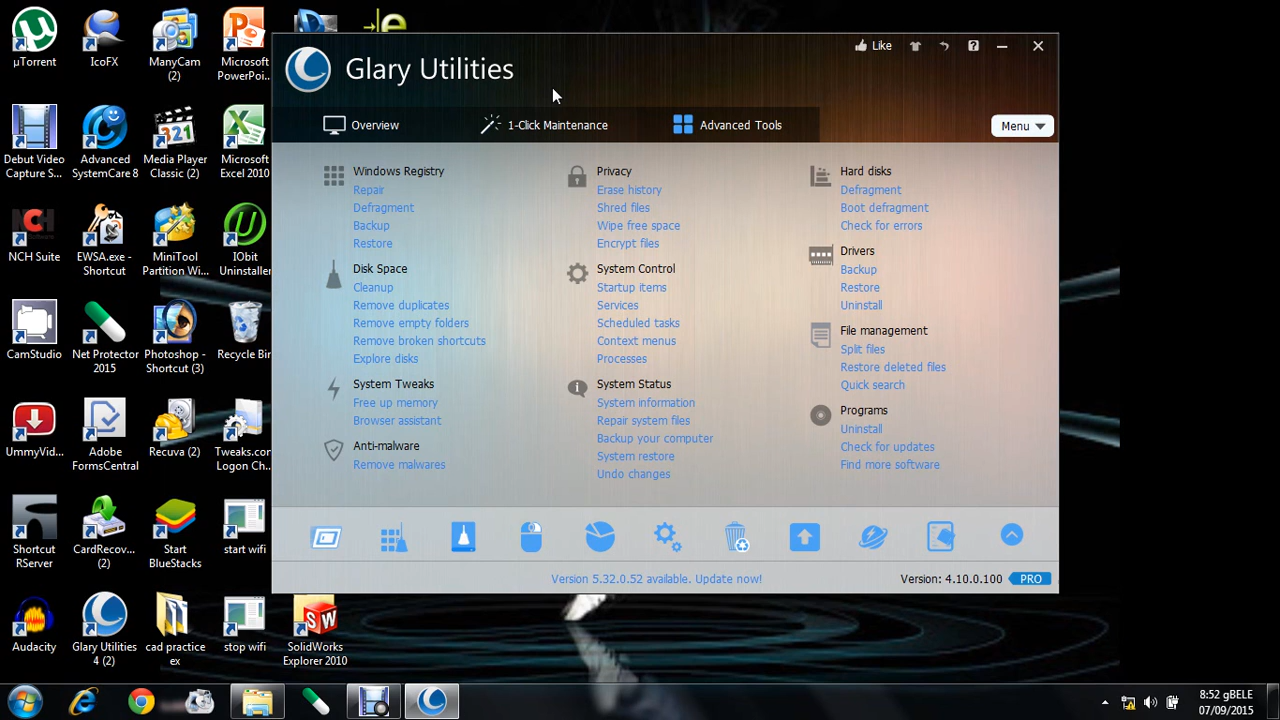 µTorrent
IcoFX
ManyCam
(2)
Microsoft
PowerPoi...
Debut Video
Capture S...
Advanced
SystemCare 8
321
Media Player
Classic (2)
Microsoft
Excel 2010
NCH
NCH Suite
EWSA.exe -
Shortcut
MiniTool
Partition Wi...
IObit
Uninstaller
CamStudio
Net Protector
2015
Photoshop -
Shortcut (3)
Recycle Bin
UmmyVid...
Adobe
FormsCentral
Recuva (2)
Tweaks.com
Logon Ch...
Shortcut
RServer
CardRecov...
(2)
Start
BlueStacks
start wifi
Audacity
Glary Utilities
4 (2)
cad practice
ex
stop wifi
SolidWorks
Explorer 2010
Glary Utilities
Like
Overview
1-Click Maintenance
Advanced Tools
Menu
Windows Registry
Repair
Defragment
Backup
Restore
Disk Space
Cleanup
Remove duplicates
Remove empty folders
Remove broken shortcuts
Explore disks
System Tweaks
Free up memory
Browser assistant
Anti-malware
Remove malwares
Privacy
Erase history
Shred files
Wipe free space
Encrypt files
System Control
Startup items
Services
Scheduled tasks
Context menus
Processes
System Status
System information
Repair system files
Backup your computer
System restore
Undo changes
Hard disks
Defragment
Boot defragment
Check for errors
Drivers
Backup
Restore
Uninstall
File management
Split files
Restore deleted files
Quick search
Programs
Uninstall
Check for updates
Find more software
Version 5.32.0.52 available. Update now!
Version: 4.10.0.100 PRO
8:52 gBELE
07/09/2015